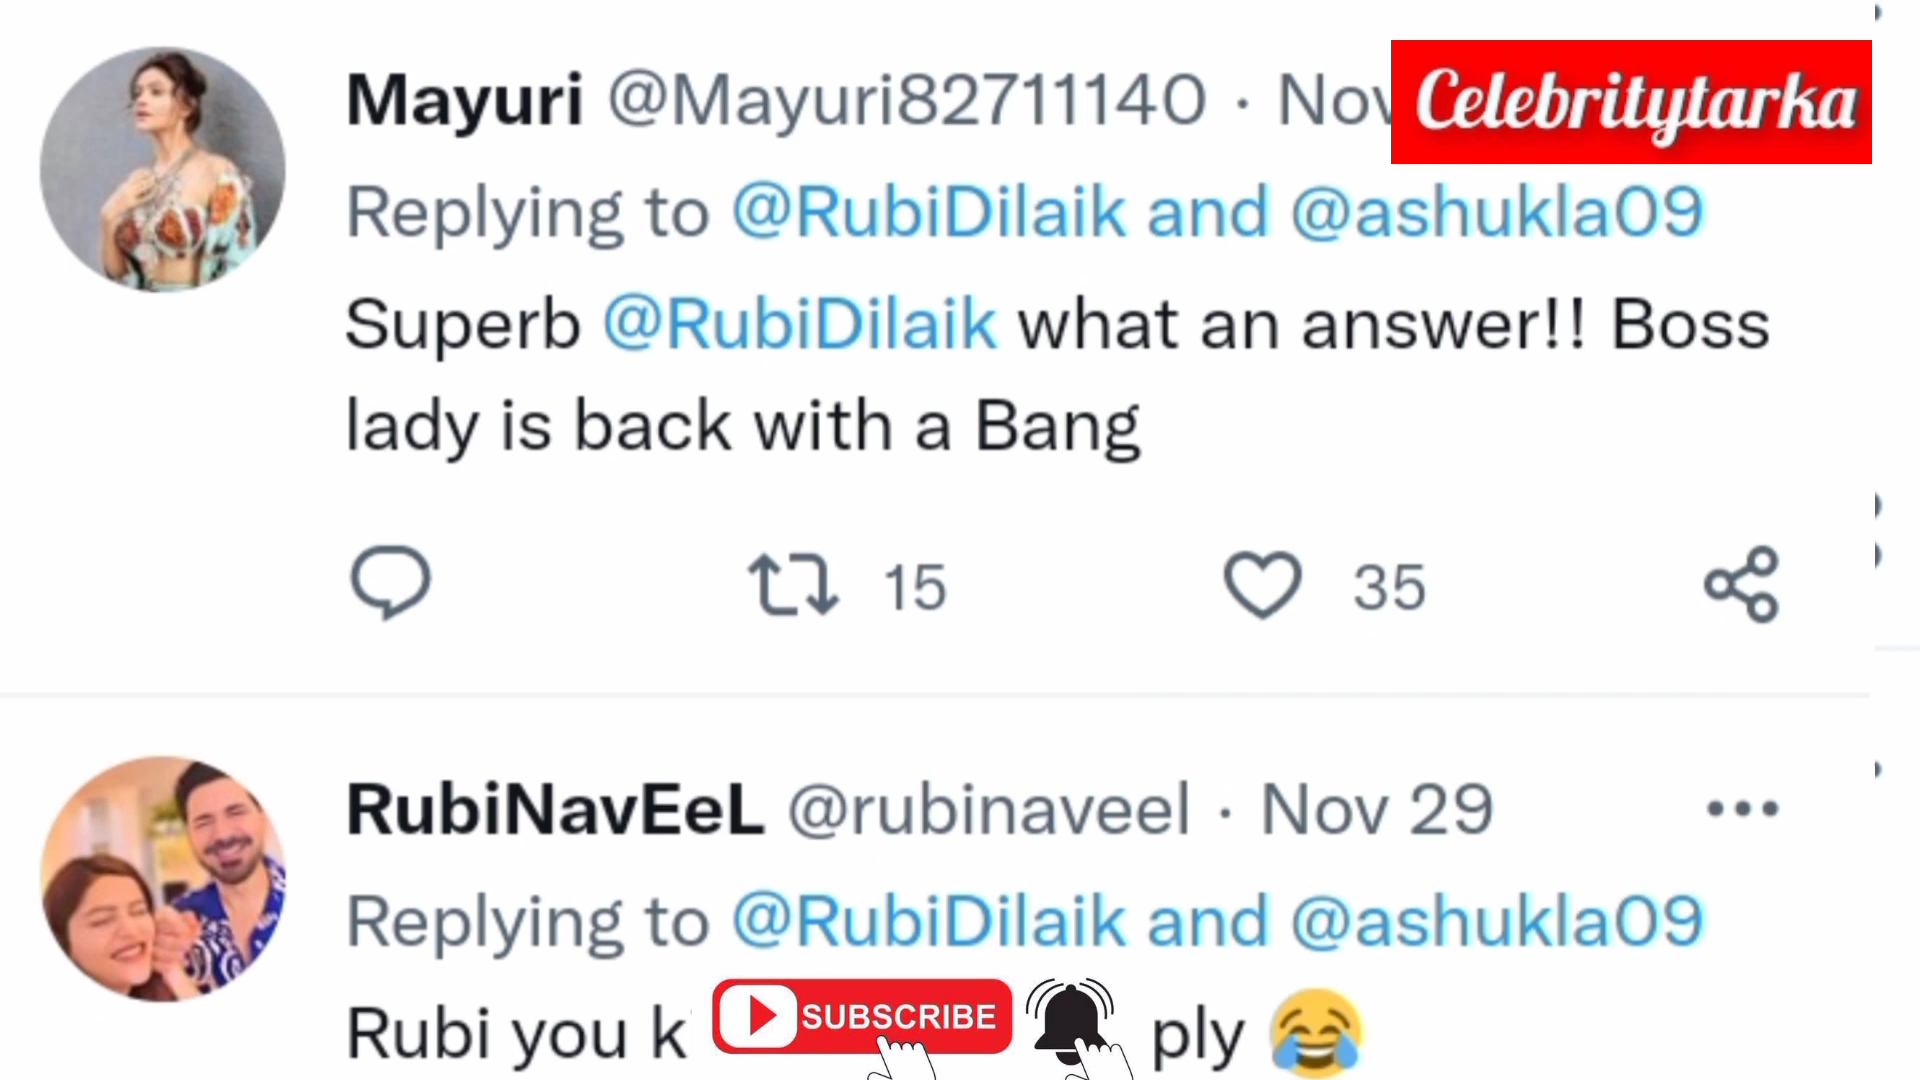 Mayuri @Mayuri82711140 · Nov
Celebritytarka
Replying to @RubiDilaik and @ashukla09
Superb @RubiDilaik what an answer!! Boss
lady is back with a Bang
15 35
RubiNavEeL @rubinaveel · Nov 29
Replying to @RubiDilaik and @ashukla09
Rubi you k ply 😂
SUBSCRIBE